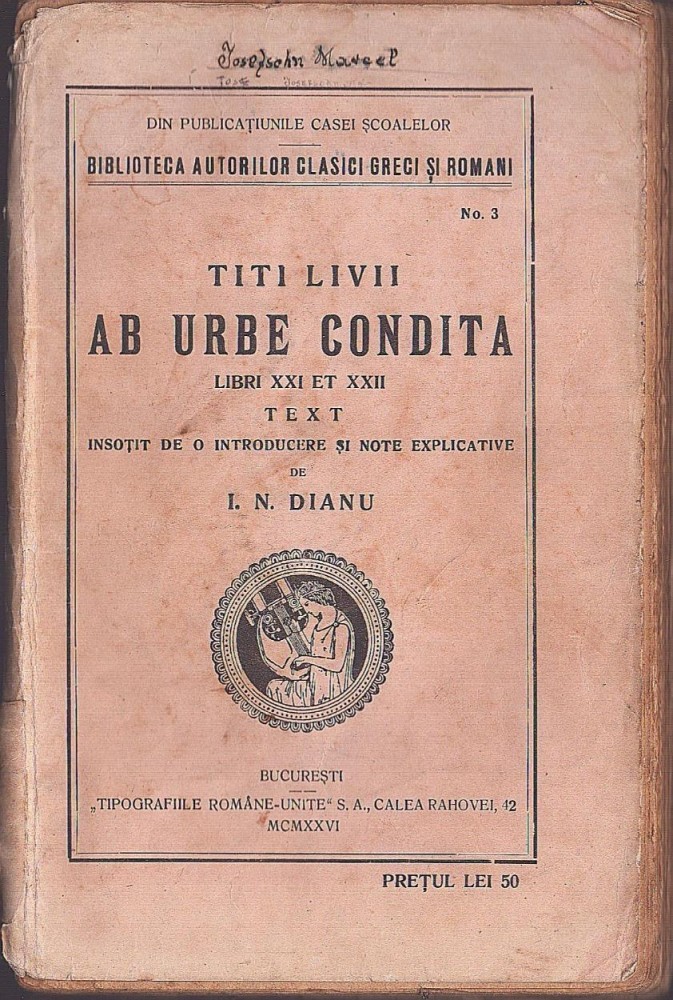 Josefsohn Marcel
DIN PUBLICAȚIUNILE CASEI ȘCOALELOR
BIBLIOTECA AUTORILOR CLASICI GRECI ȘI ROMANI
No. 3
TITI LIVII
AB URBE CONDITA
LIBRI XXI ET XXII
TEXT
INSOȚIT DE O INTRODUCERE ȘI NOTE EXPLICATIVE
DE
I. N. DIANU
BUCUREȘTI
„TIPOGRAFIILE ROMÂNE-UNITE“ S. A., CALEA RAHOVEI, 42
MCMXXVI
PREȚUL LEI 50